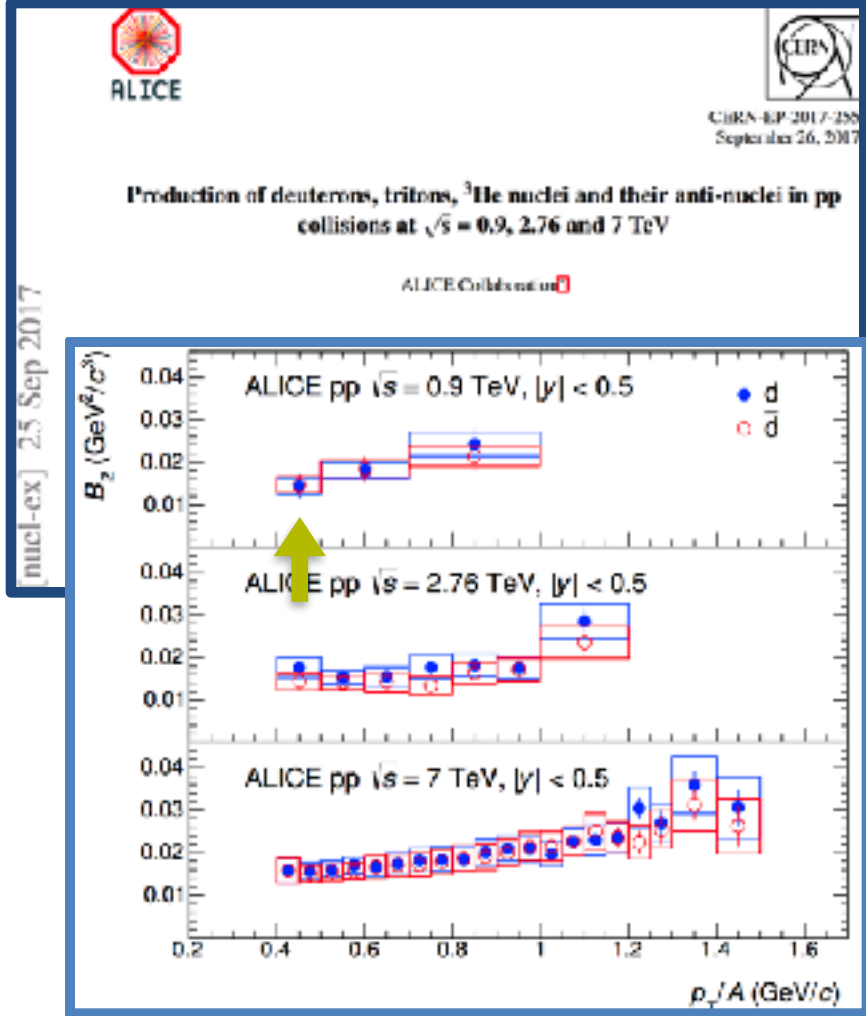 ALICE
CERN
CERN-EP-2017-255
September 26, 2017
Production of deuterons, tritons, ³He nuclei and their anti-nuclei in pp
collisions at √s = 0.9, 2.76 and 7 TeV
ALICE Collaboration*
[nucl-ex] 25 Sep 2017
B₂ (GeV²/c³)
ALICE pp √s = 0.9 TeV, |y| < 0.5
d
d̅
0.04
0.03
0.02
0.01
ALICE pp √s = 2.76 TeV, |y| < 0.5
0.04
0.03
0.02
0.01
ALICE pp √s = 7 TeV, |y| < 0.5
0.04
0.03
0.02
0.01
0.2 0.4 0.6 0.8 1 1.2 1.4 1.6
p_T/A (GeV/c)